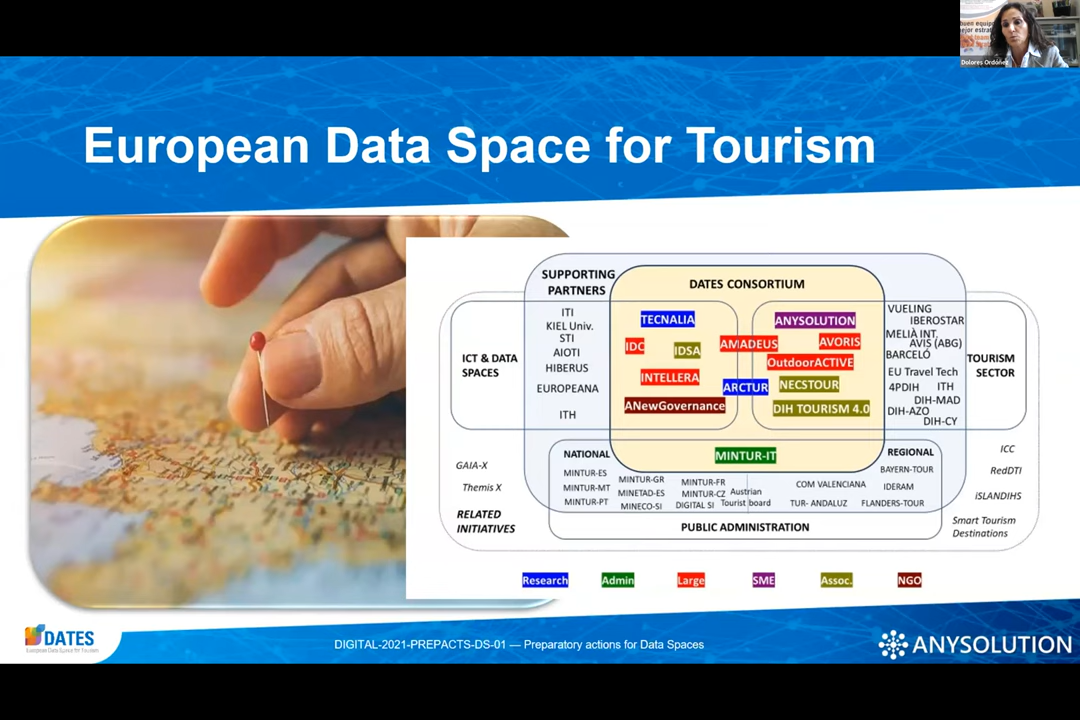 Dolores Ordóñez
European Data Space for Tourism
SUPPORTING
PARTNERS
DATES CONSORTIUM
ITI
KIEL Univ.
STI
AIOTI
HIBERUS
EUROPEANA
ITH
ICT & DATA
SPACES
TECNALIA
IDC
IDSA
INTELLERA
ANewGovernance
AMADEUS
ARCTUR
ANYSOLUTION
AVORIS
OutdoorACTIVE
NECSTOUR
DIH TOURISM 4.0
VUELING
IBEROSTAR
MELIÀ INT.
AVIS (ABG)
BARCELÓ
EU Travel Tech
4PDIH ITH
DIH-MAD
DIH-AZO
DIH-CY
TOURISM
SECTOR
MINTUR-IT
NATIONAL
MINTUR-ES
MINTUR-MT
MINTUR-PT
MINTUR-GR
MINETAD-ES
MINECO-SI
MINTUR-FR
MINTUR-CZ
DIGITAL SI
Austrian
Tourist board
REGIONAL
BAYERN-TOUR
COM VALENCIANA
IDERAM
TUR- ANDALUZ
FLANDERS-TOUR
PUBLIC ADMINISTRATION
GAIA-X
Themis X
RELATED
INITIATIVES
ICC
RedDTI
iSLANDIHS
Smart Tourism
Destinations
Research
Admin
Large
SME
Assoc.
NGO
DATES
European Data Space for Tourism
DIGITAL-2021-PREPACTS-DS-01 — Preparatory actions for Data Spaces
ANYSOLUTION